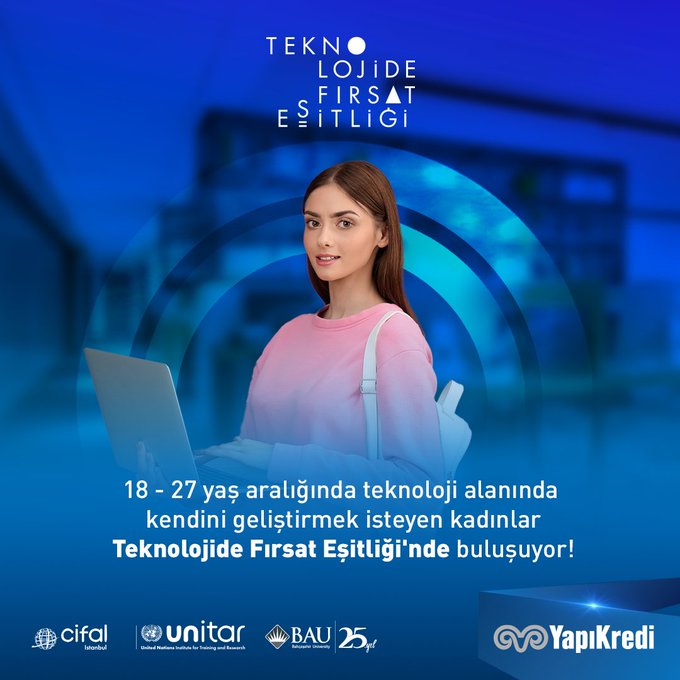 TEKNO
LOJİDE
FIRSAT
EŞİTLİĞİ
18 - 27 yaş aralığında teknoloji alanında
kendini geliştirmek isteyen kadınlar
Teknolojide Fırsat Eşitliği'nde buluşuyor!
cifal
Istanbul
unitar
United Nations Institute for Training and Research
BAU
Bahçeşehir University
25.yıl
YapıKredi